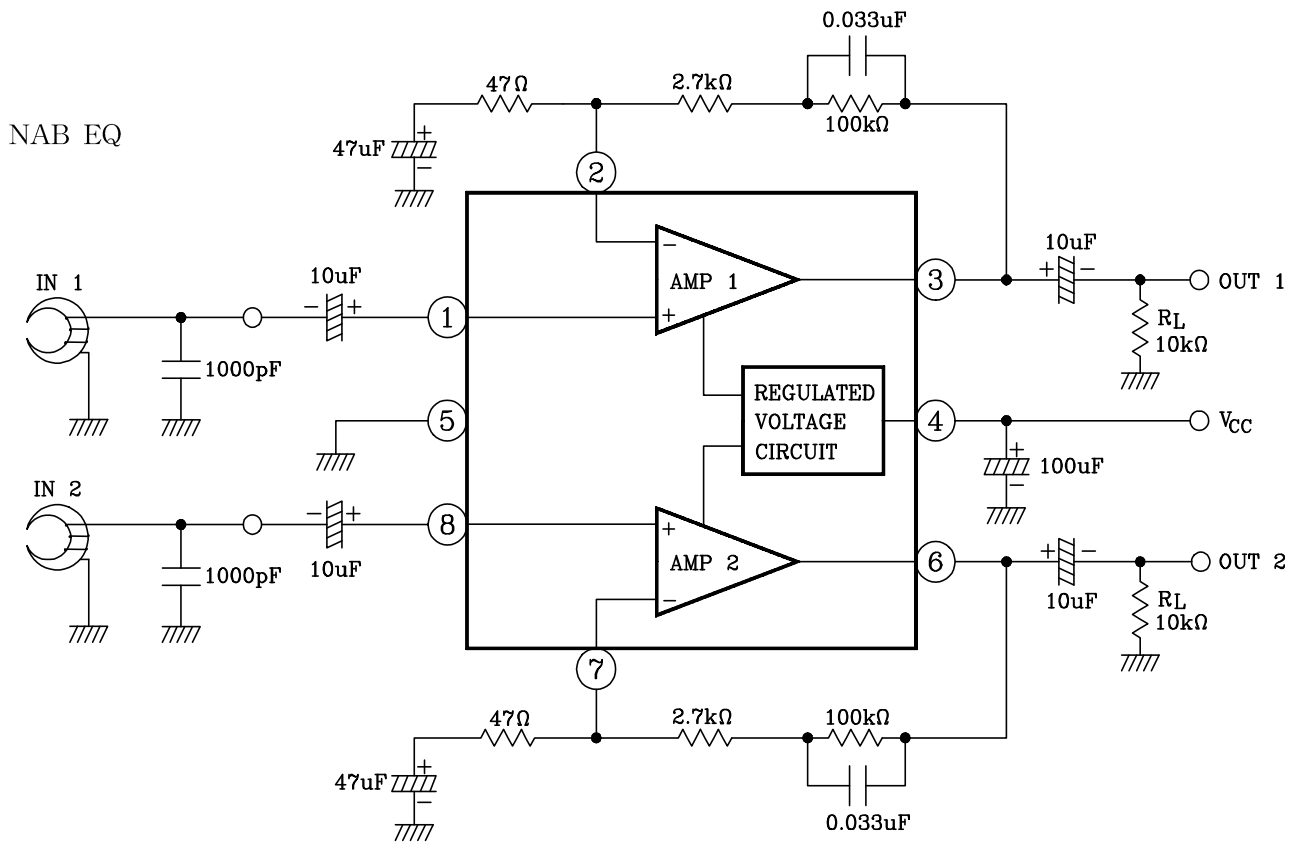 0.033uF
47Ω
2.7kΩ
100kΩ
NAB EQ
47uF
+
−
2
IN 1
10uF
− +
1
1000pF
−
AMP 1
+
3
10uF
+ −
OUT 1
RL
10kΩ
5
REGULATED
VOLTAGE
CIRCUIT
4
VCC
+
100uF
−
IN 2
− +
10uF
8
1000pF
+
AMP 2
−
6
+ −
10uF
OUT 2
RL
10kΩ
7
47Ω
2.7kΩ
100kΩ
47uF
+
−
0.033uF